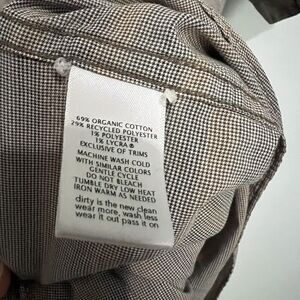 69% ORGANIC COTTON
29% RECYCLED POLYESTER
1% POLYESTER
1% LYCRA®
EXCLUSIVE OF TRIMS
MACHINE WASH COLD
WITH SIMILAR COLORS
GENTLE CYCLE
DO NOT BLEACH
TUMBLE DRY LOW HEAT
IRON WARM AS NEEDED
dirty is the new clean
wear more, wash less
wear it out pass it on